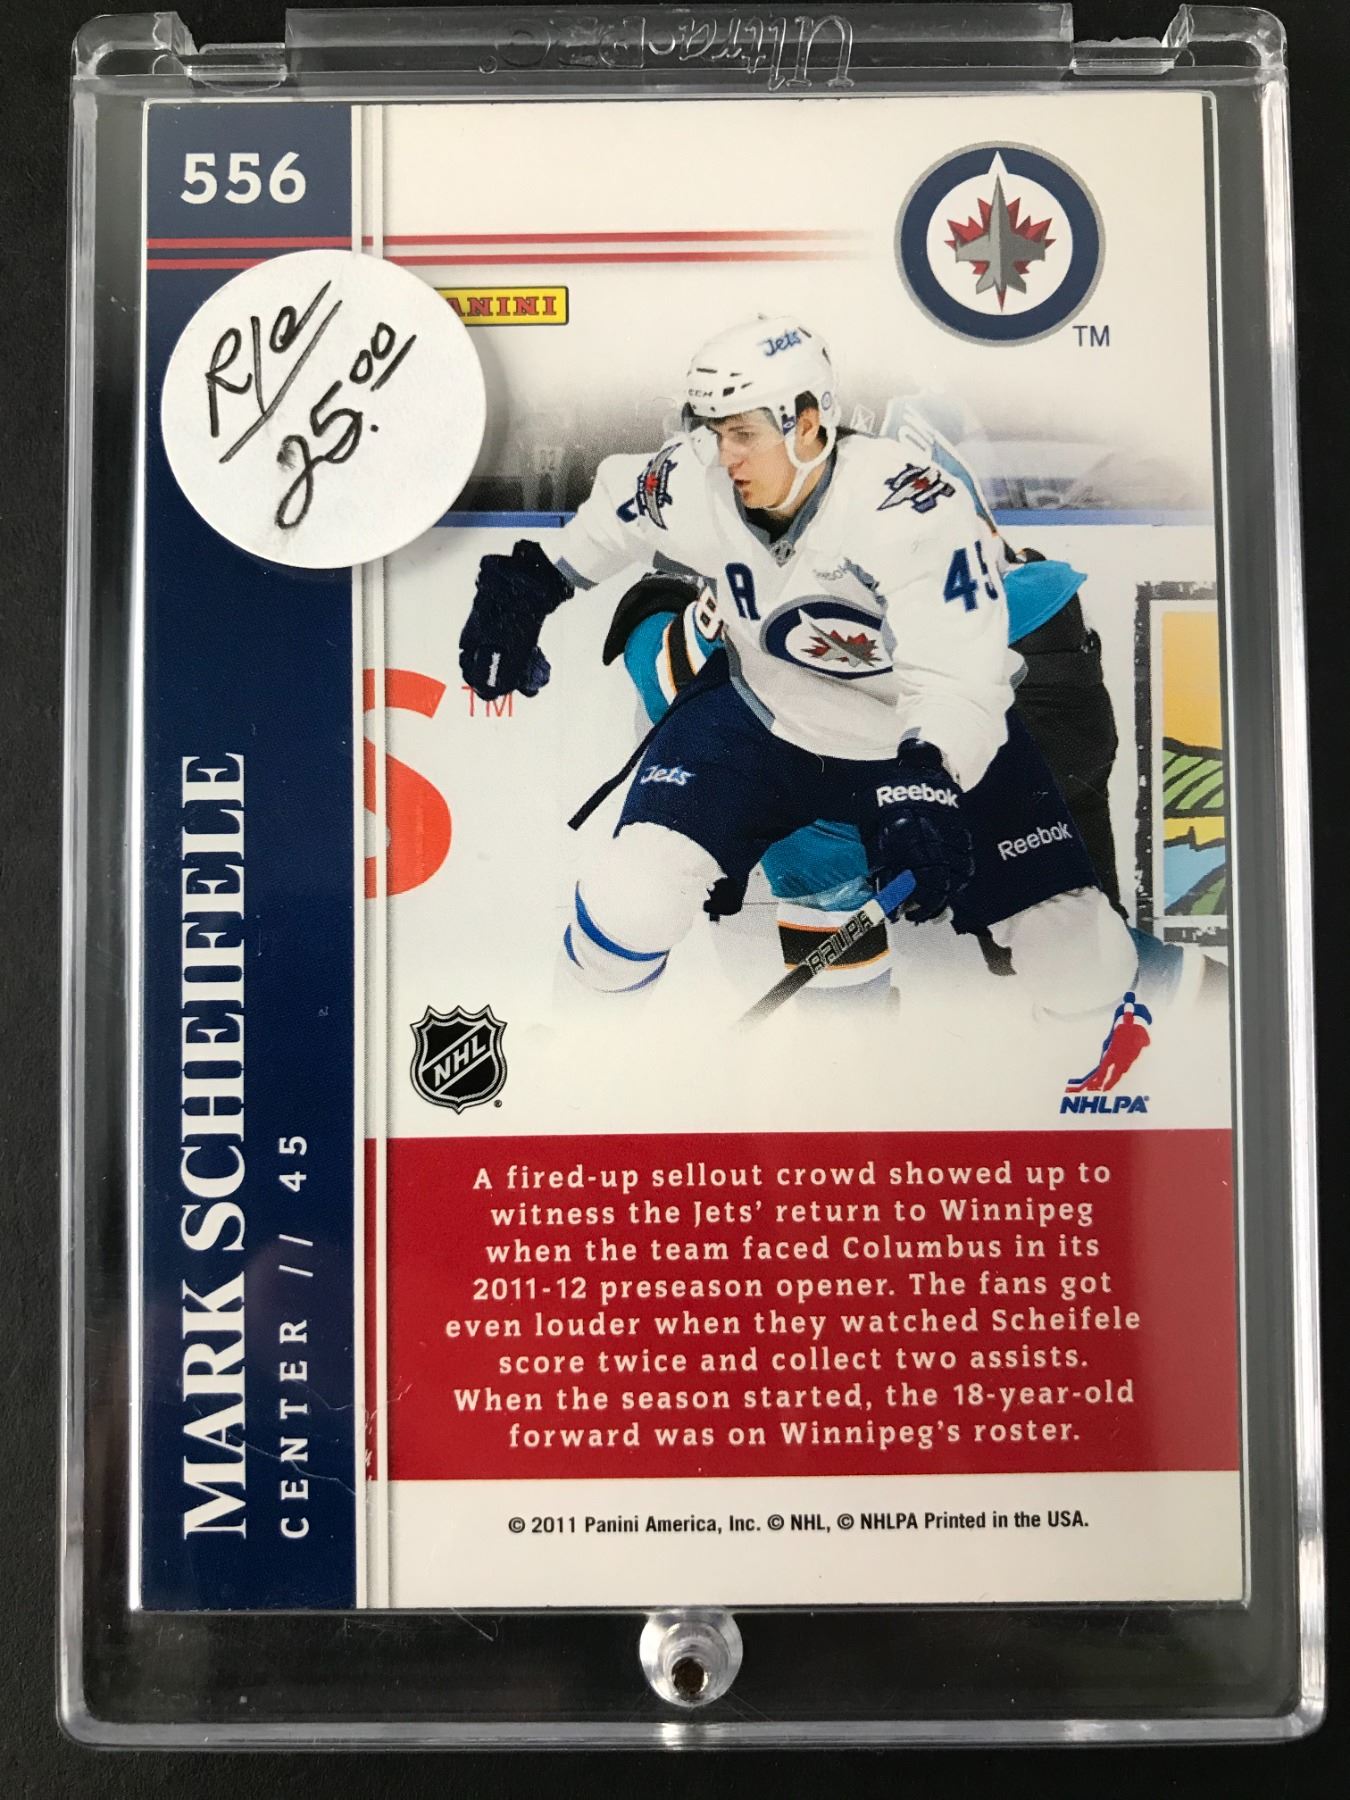 Ultra PRO
556
PANINI
R/C
25.00
TM
Jets
CCM
A
45
8
TM
Jets
Reebok
Reebok
NHL
NHLPA
MARK SCHEIFELE
CENTER // 45
A fired-up sellout crowd showed up to
witness the Jets’ return to Winnipeg
when the team faced Columbus in its
2011-12 preseason opener. The fans got
even louder when they watched Scheifele
score twice and collect two assists.
When the season started, the 18-year-old
forward was on Winnipeg’s roster.
© 2011 Panini America, Inc. © NHL, © NHLPA Printed in the USA.